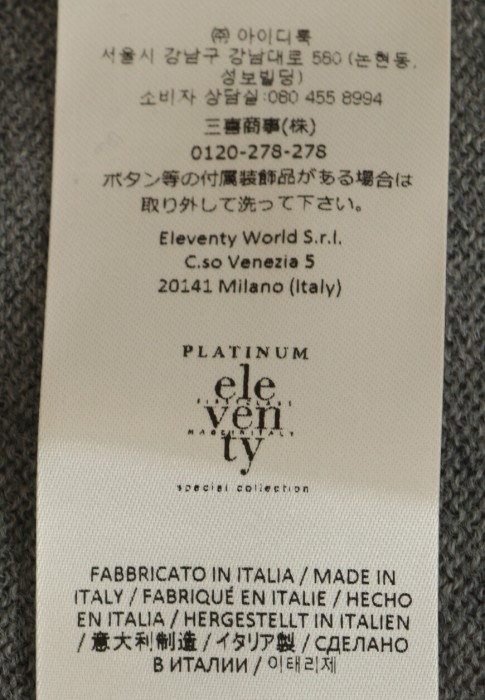 ㈜ 아이디룩
서울시 강남구 강남대로 560 (논현동,
성보빌딩)
소비자 상담실:080 455 8994
三喜商事(株)
0120-278-278
ボタン等の付属装飾品がある場合は
取り外して洗って下さい。
Eleventy World S.r.l.
C.so Venezia 5
20141 Milano (Italy)
PLATINUM
ele
ven
ty
special collection
FABBRICATO IN ITALIA / MADE IN
ITALY / FABRIQUÉ EN ITALIE / HECHO
EN ITALIA / HERGESTELLT IN ITALIEN
/ 意大利制造 / イタリア製 / СДЕЛАНО
В ИТАЛИИ / 이태리제